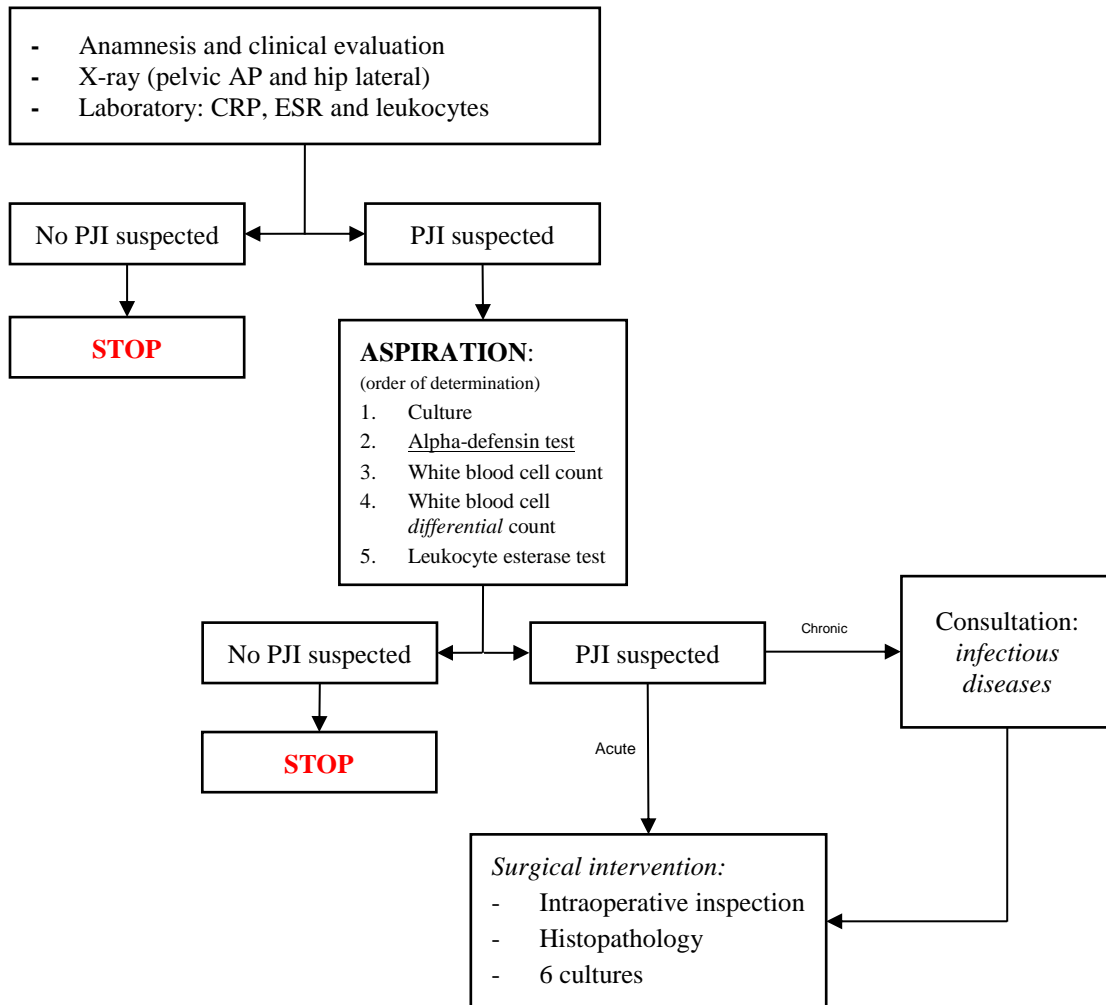 - Anamnesis and clinical evaluation
- X-ray (pelvic AP and hip lateral)
- Laboratory: CRP, ESR and leukocytes
No PJI suspected
PJI suspected
STOP
ASPIRATION:
(order of determination)
1. Culture
2. Alpha-defensin test
3. White blood cell count
4. White blood cell
differential count
5. Leukocyte esterase test
No PJI suspected
PJI suspected
Chronic
Consultation:
infectious
diseases
STOP
Acute
Surgical intervention:
- Intraoperative inspection
- Histopathology
- 6 cultures